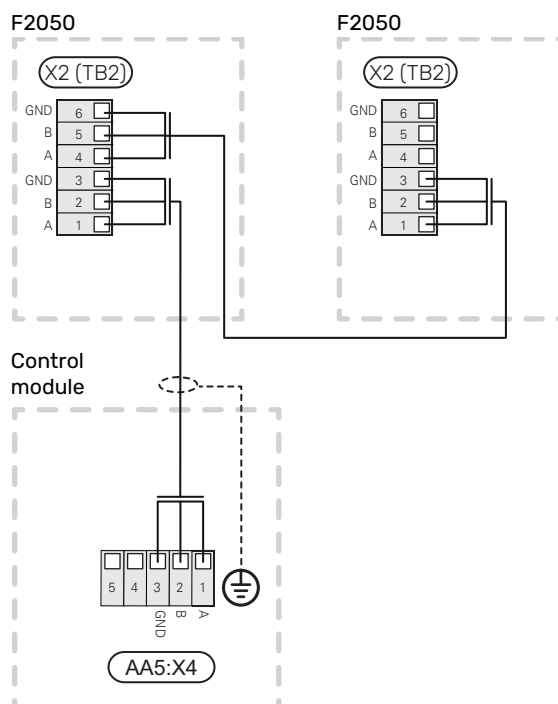 F2050
X2 (TB2)
GND 6
B 5
A 4
GND 3
B 2
A 1
F2050
X2 (TB2)
GND 6
B 5
A 4
GND 3
B 2
A 1
Control
module
5 4 3 2 1
GND B A
AA5:X4